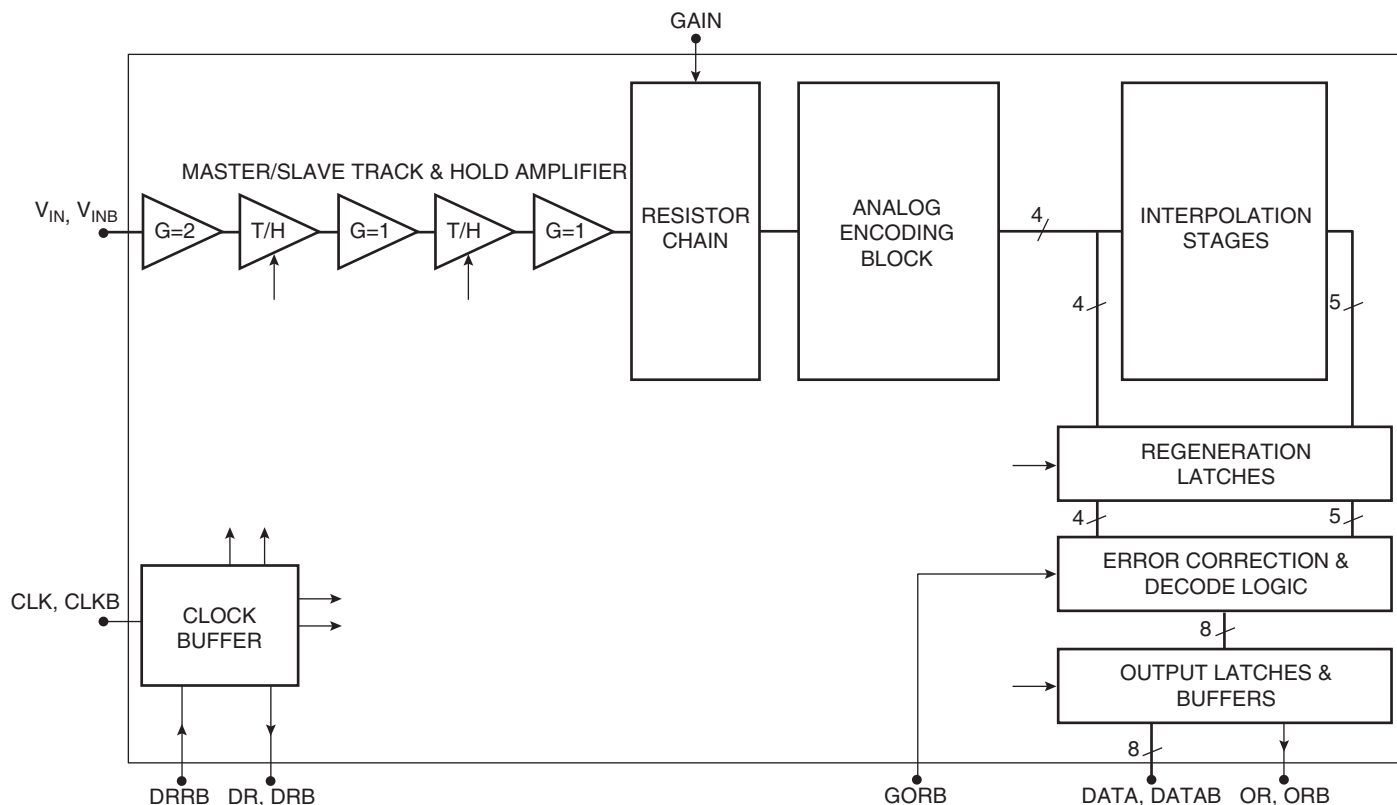 GAIN
MASTER/SLAVE TRACK & HOLD AMPLIFIER
VIN, VINB
G=2
T/H
G=1
T/H
G=1
RESISTOR
CHAIN
ANALOG
ENCODING
BLOCK
4
INTERPOLATION
STAGES
4
5
REGENERATION
LATCHES
4
5
ERROR CORRECTION &
DECODE LOGIC
8
OUTPUT LATCHES &
BUFFERS
8
CLK, CLKB
CLOCK
BUFFER
DRRB
DR, DRB
GORB
DATA, DATAB
OR, ORB